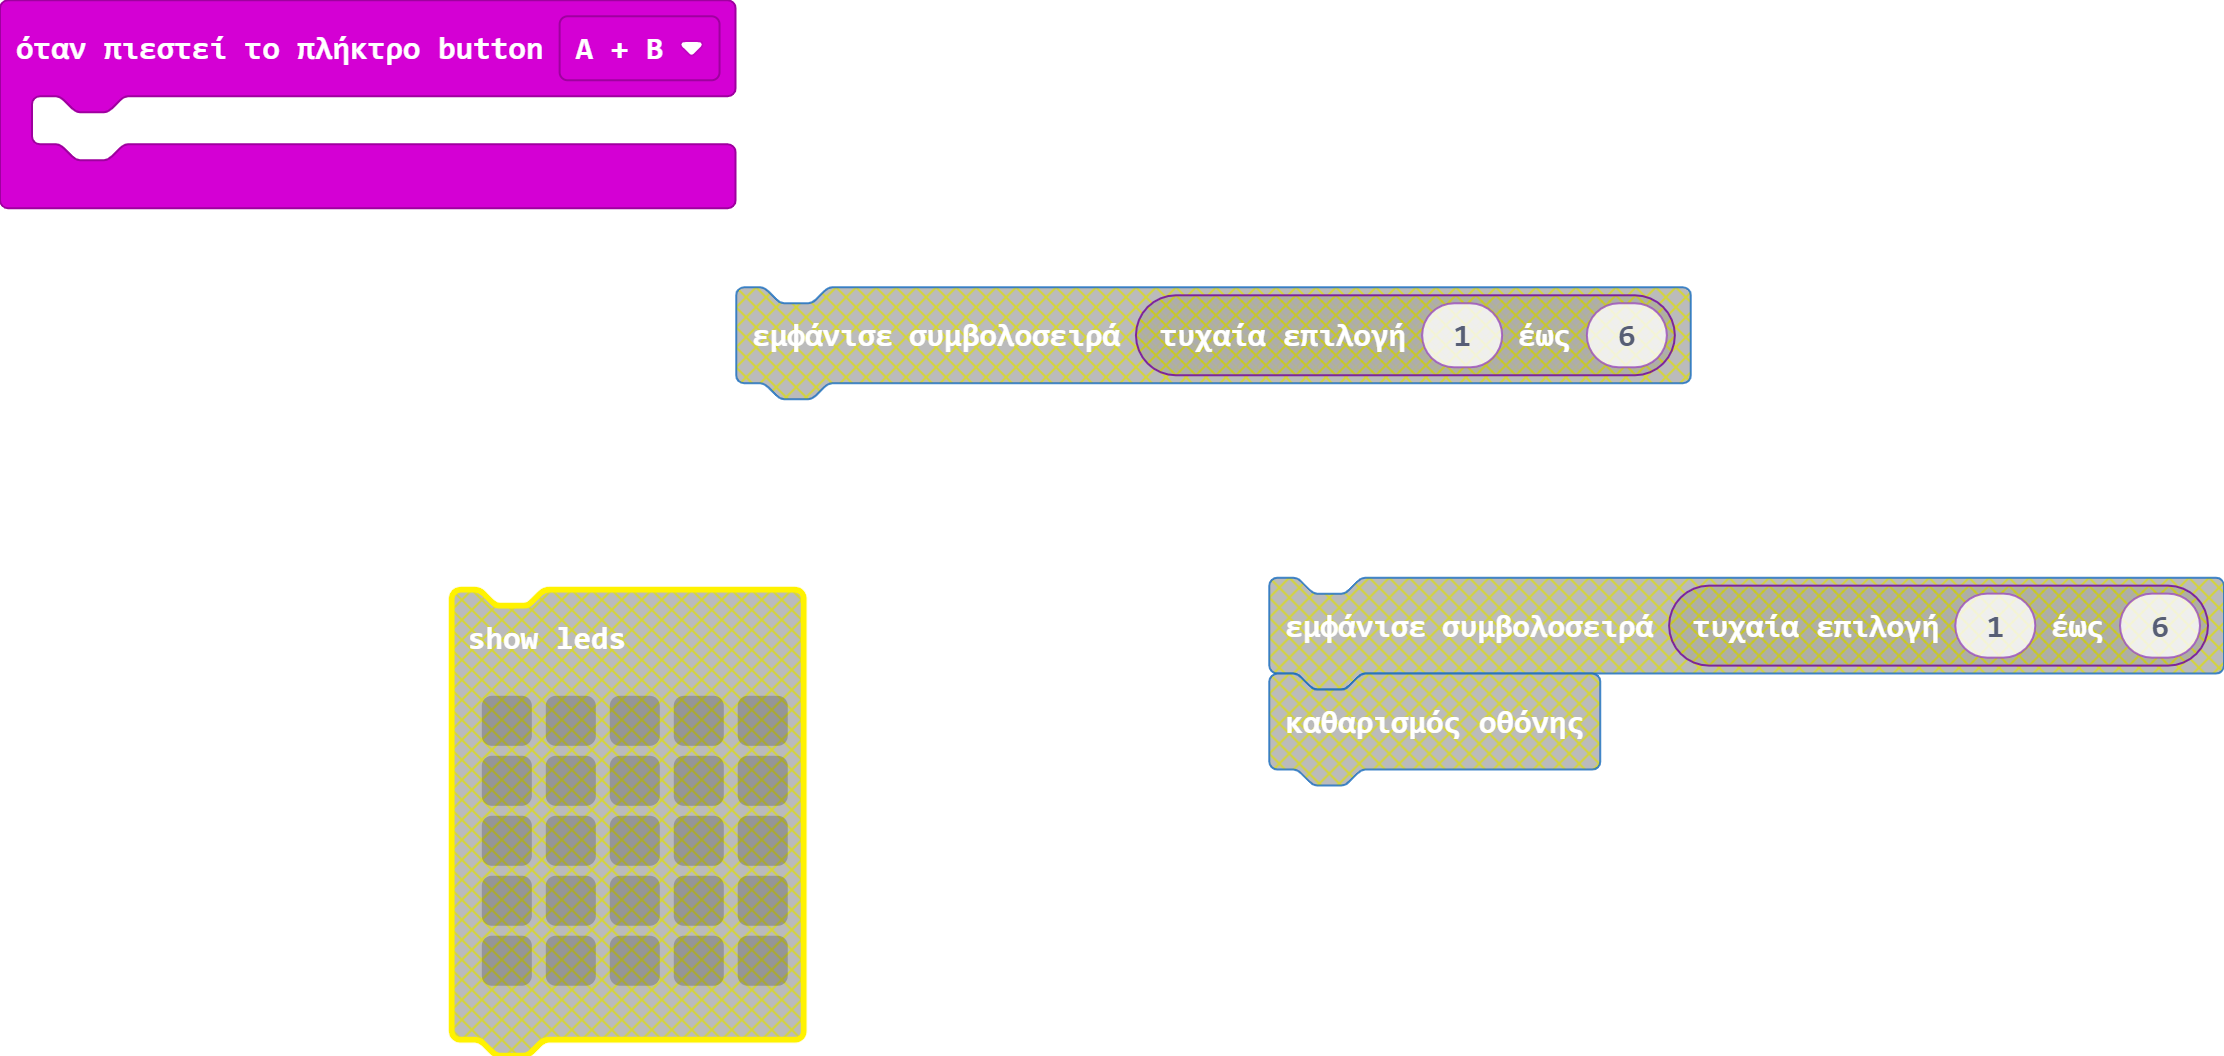 όταν πιεστεί το πλήκτρο button A + B
εμφάνισε συμβολοσειρά τυχαία επιλογή 1 έως 6
show leds
εμφάνισε συμβολοσειρά τυχαία επιλογή 1 έως 6
καθαρισμός οθόνης